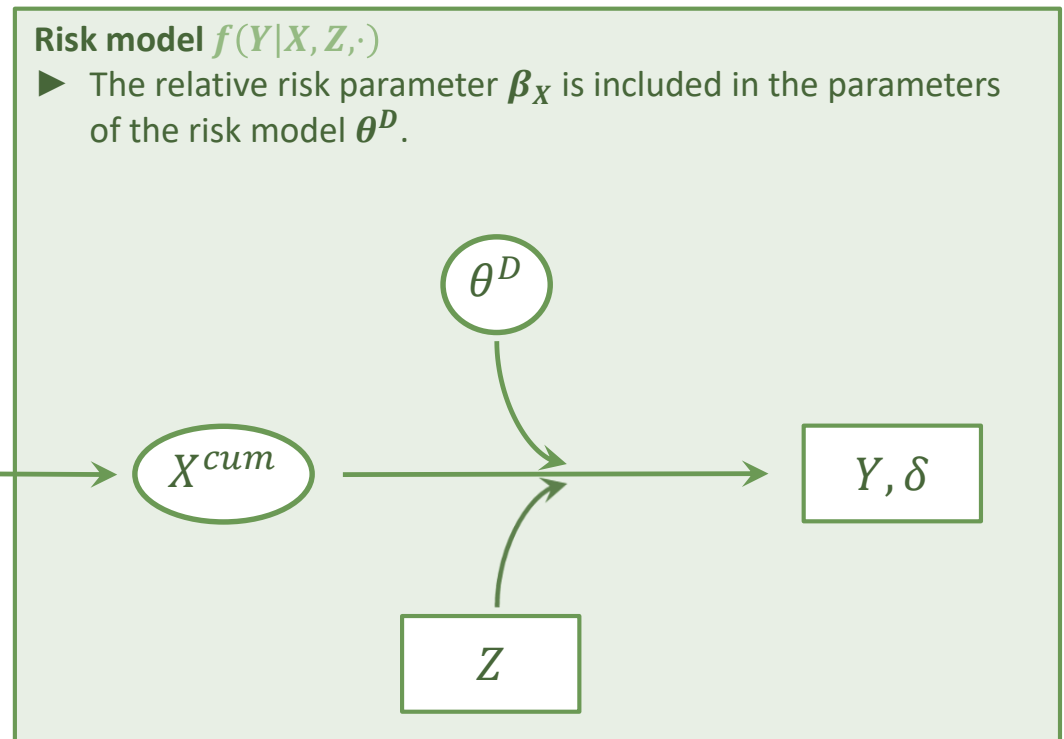 Risk model f(Y|X, Z,·)
► The relative risk parameter β_X is included in the parameters
of the risk model θ^D.
θ^D
X^cum
Y, δ
Z